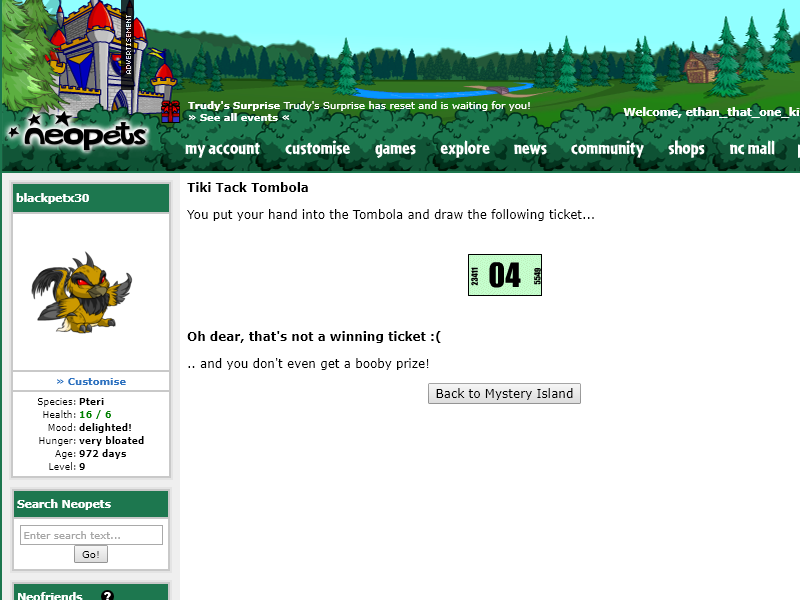 ADVERTISEMENT
Trudy's Surprise Trudy's Surprise has reset and is waiting for you!
» See all events «
Welcome, ethan_that_one_ki
neopets
my account customise games explore news community shops nc mall
blackpetx30
» Customise
Species: Pteri
Health: 16 / 6
Mood: delighted!
Hunger: very bloated
Age: 972 days
Level: 9
Search Neopets
Enter search text...
Go!
Neofriends ?
Tiki Tack Tombola
You put your hand into the Tombola and draw the following ticket...
23411 04 5549
Oh dear, that's not a winning ticket :(
.. and you don't even get a booby prize!
Back to Mystery Island